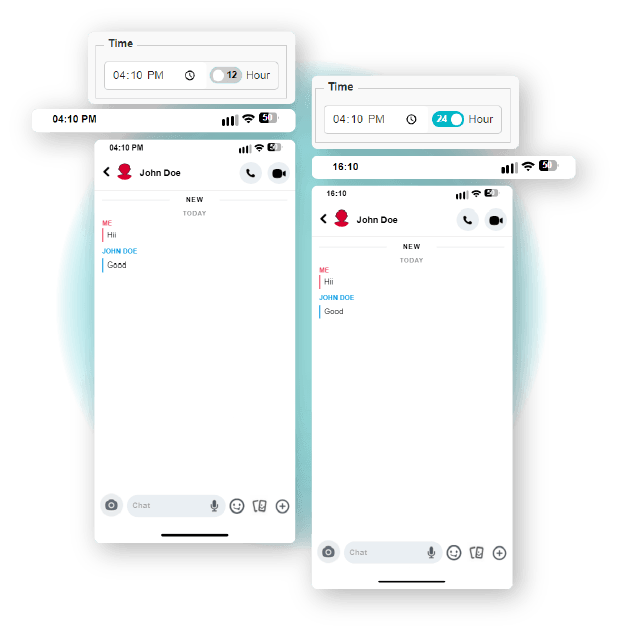 Time
04:10 PM 12 Hour
04:10 PM 50
04:10 PM
John Doe
NEW
TODAY
ME
Hii
JOHN DOE
Good
Chat
Time
04:10 PM 24 Hour
16:10 50
16:10
John Doe
NEW
TODAY
ME
Hii
JOHN DOE
Good
Chat